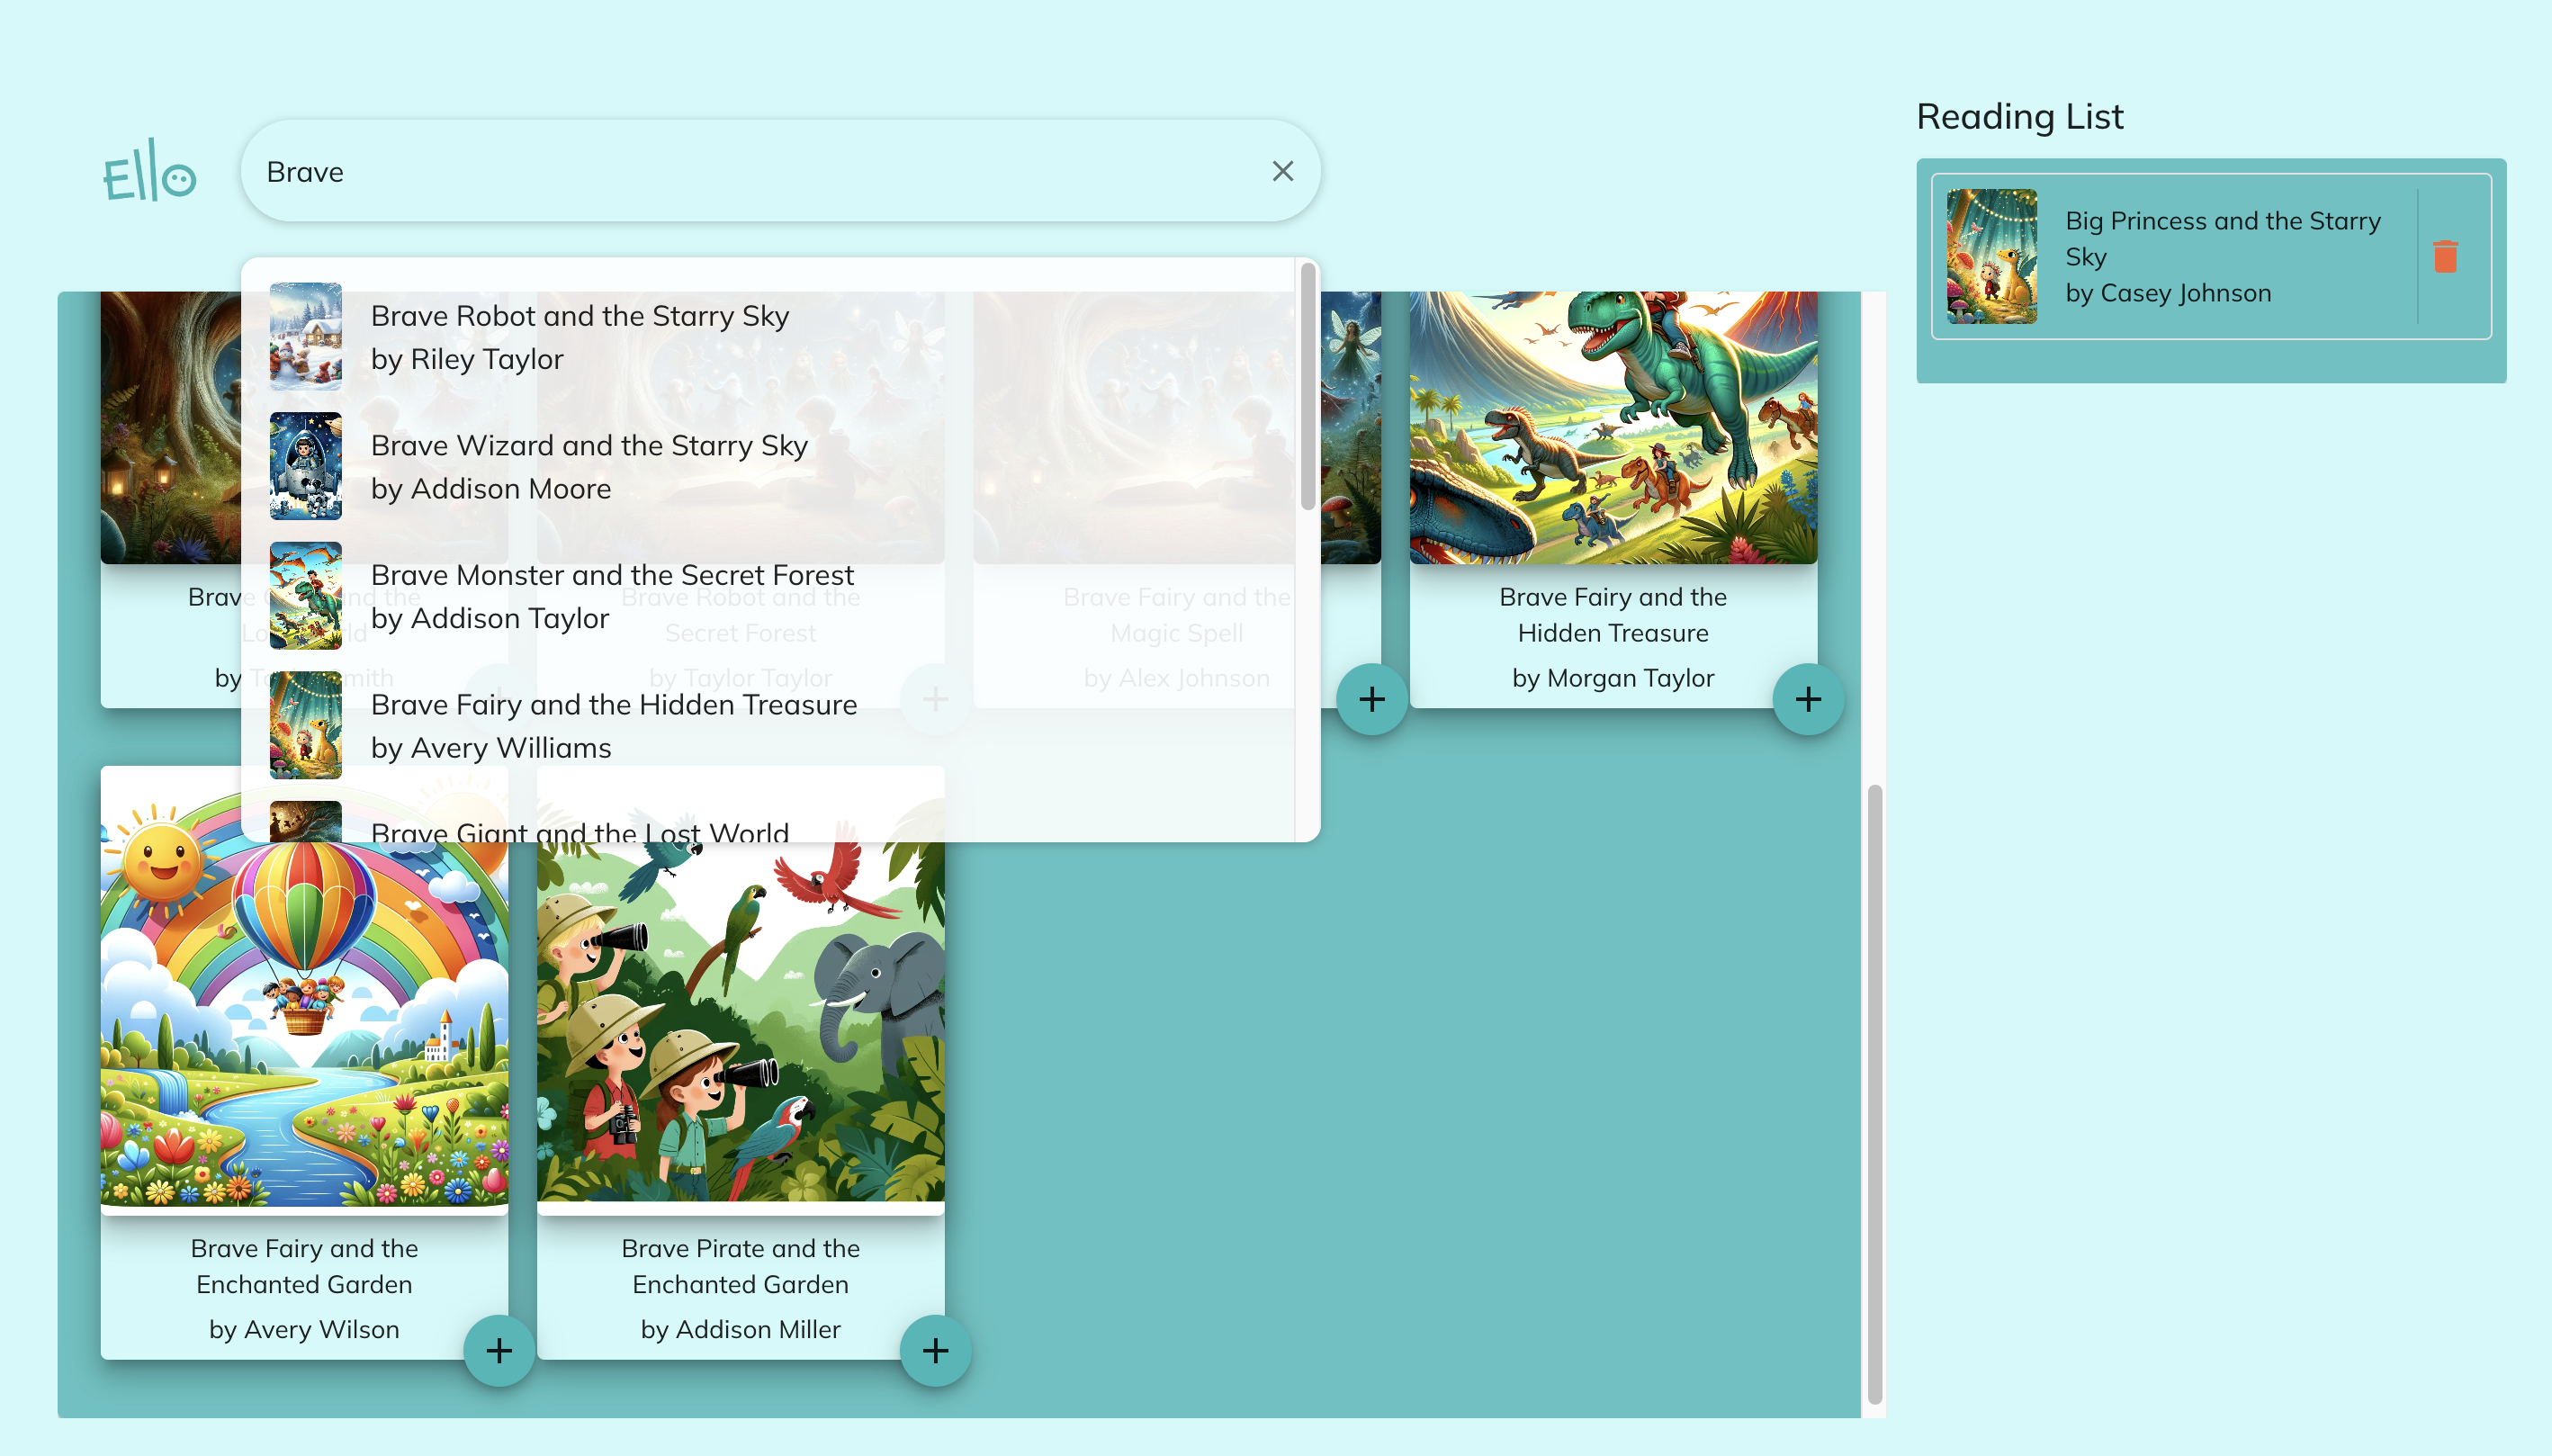 Ello
Brave
Reading List
Big Princess and the Starry
Sky
by Casey Johnson
Brave Robot and the Starry Sky
by Riley Taylor
Brave Wizard and the Starry Sky
by Addison Moore
Brave Monster and the Secret Forest
by Addison Taylor
Brave Fairy and the Hidden Treasure
by Avery Williams
Brave Giant and the Lost World
Brave and the
by Smith
Brave Robot and the
Secret Forest
by Taylor Taylor
Brave Fairy and the
Magic Spell
by Alex Johnson
Brave Fairy and the
Hidden Treasure
by Morgan Taylor
Brave Fairy and the
Enchanted Garden
by Avery Wilson
Brave Pirate and the
Enchanted Garden
by Addison Miller